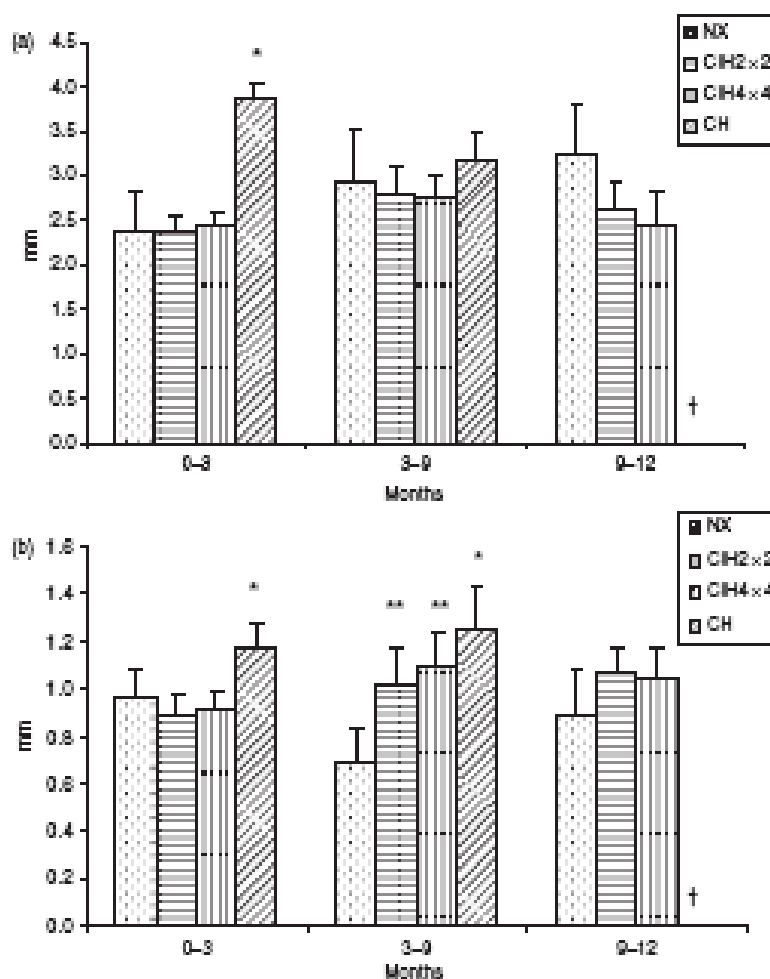 (a)
4.5
4.0
3.5
3.0
2.5
2.0
1.5
1.0
0.5
0.0
mm
*
†
NX
CIH2×2
CIH4×4
CH
0–3
3–9
9–12
Months
(b)
1.6
1.4
1.2
1.0
0.8
0.6
0.4
0.2
0.0
mm
*
**
**
*
†
NX
CIH2×2
CIH4×4
CH
0–3
3–9
9–12
Months